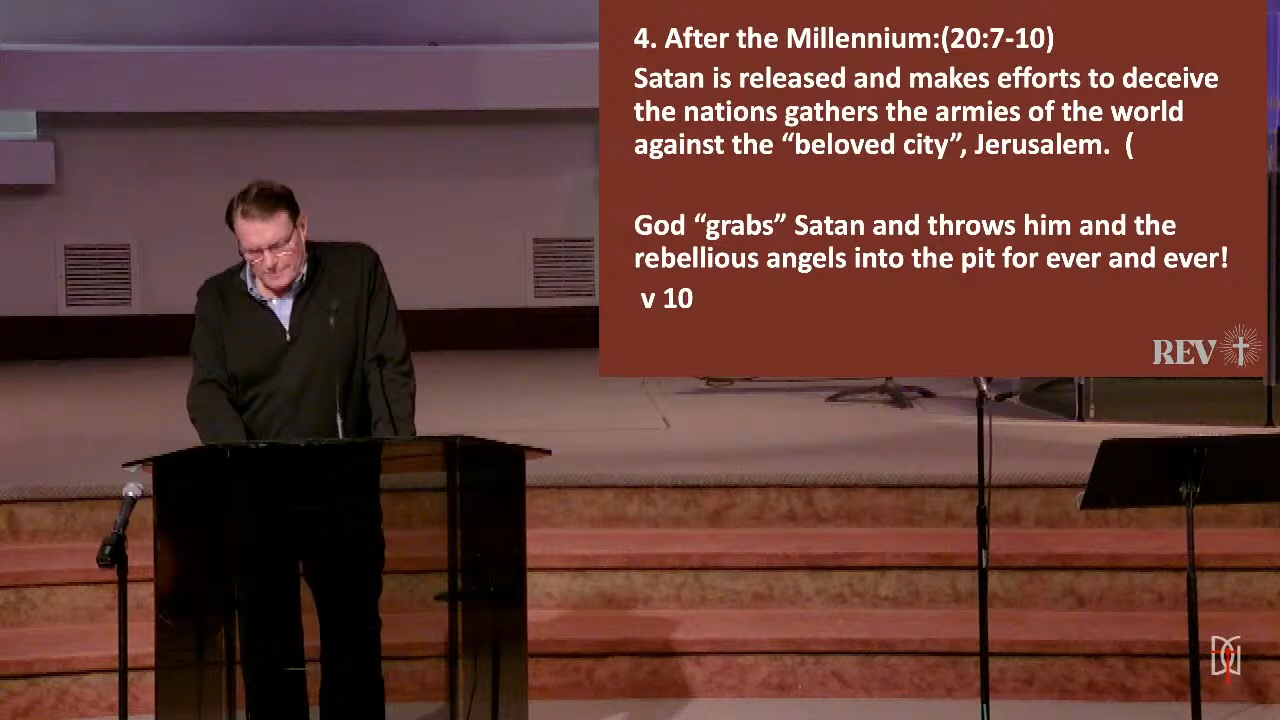 4. After the Millennium:(20:7-10)
Satan is released and makes efforts to deceive
the nations gathers the armies of the world
against the “beloved city”, Jerusalem.  (
God “grabs” Satan and throws him and the
rebellious angels into the pit for ever and ever!
v 10
REV